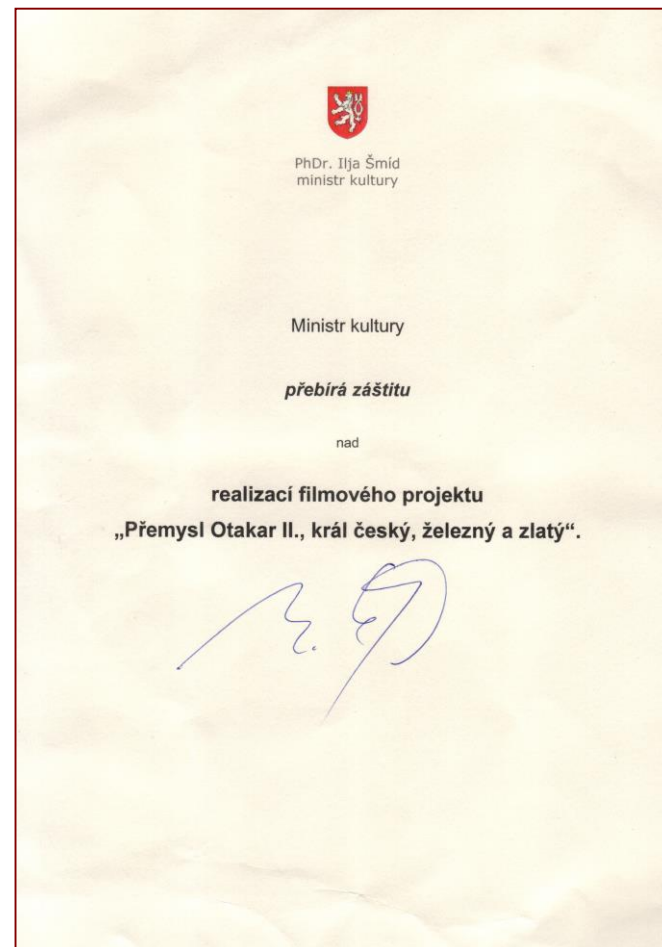 PhDr. Ilja Šmíd
ministr kultury
Ministr kultury
přebírá záštitu
nad
realizací filmového projektu
„Přemysl Otakar II., král český, železný a zlatý“.